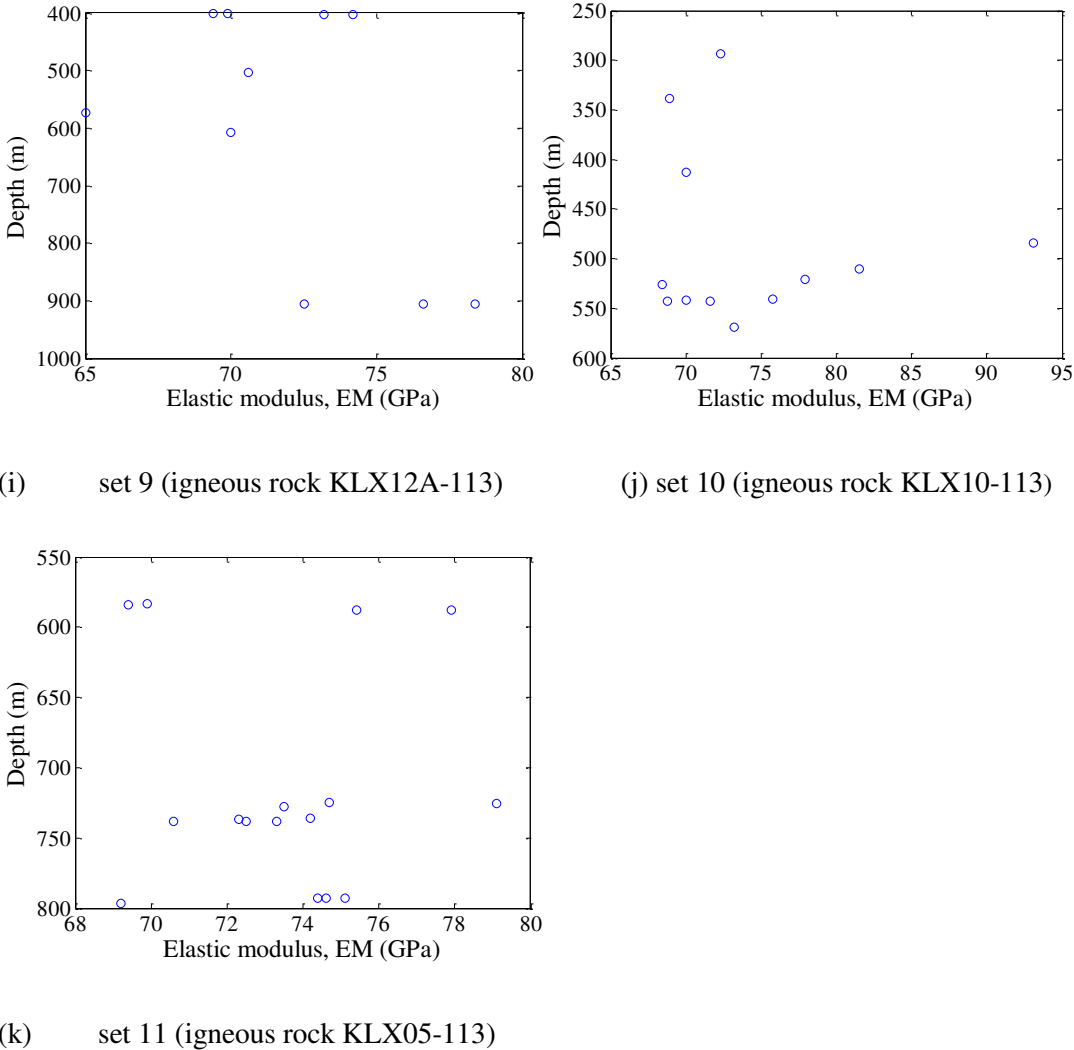 400
500
600
700
800
900
1000
Depth (m)
65 70 75 80
Elastic modulus, EM (GPa)
250
300
350
400
450
500
550
600
Depth (m)
65 70 75 80 85 90 95
Elastic modulus, EM (GPa)
(i) set 9 (igneous rock KLX12A-113)
(j) set 10 (igneous rock KLX10-113)
550
600
650
700
750
800
Depth (m)
68 70 72 74 76 78 80
Elastic modulus, EM (GPa)
(k) set 11 (igneous rock KLX05-113)